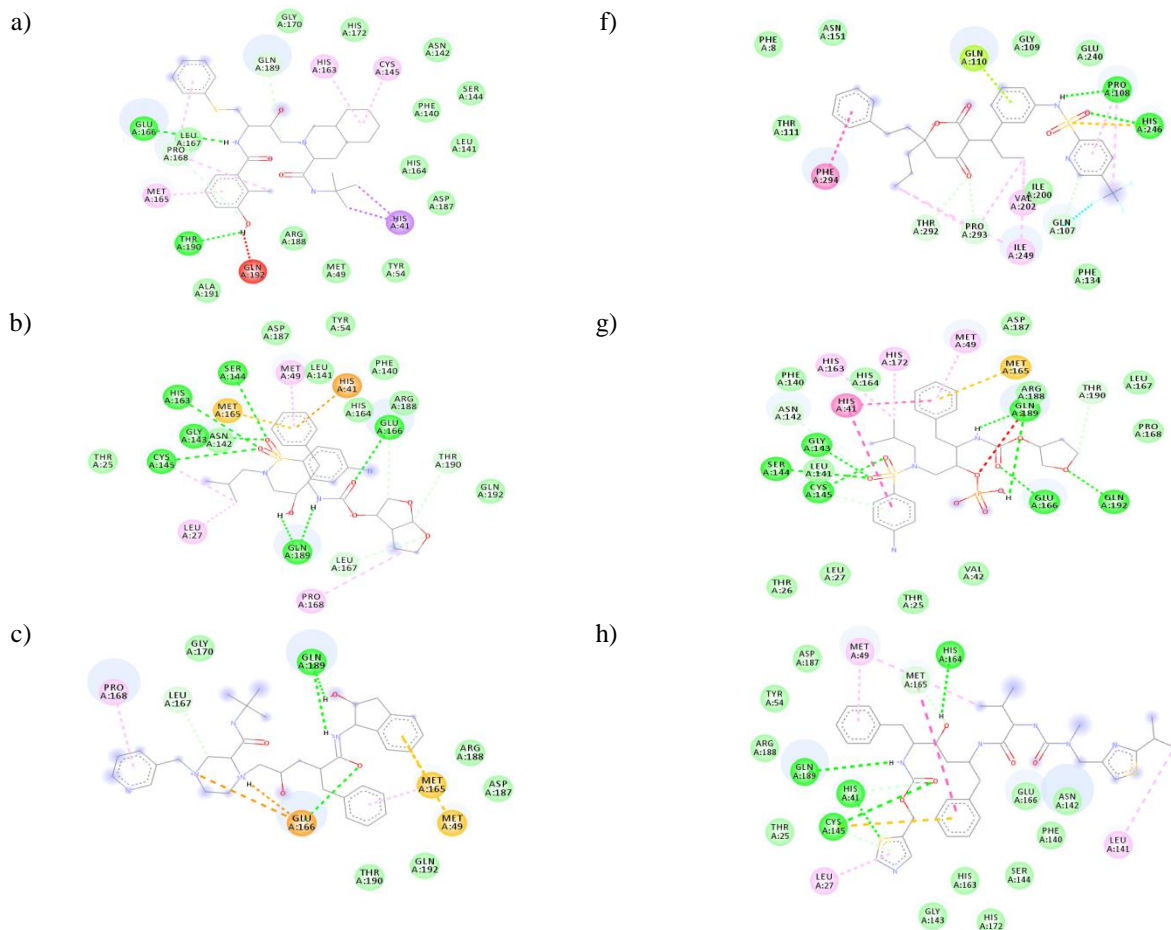 a)
GLY
A:170
HIS
A:172
ASN
A:142
GLN
A:189
HIS
A:163
CYS
A:145
SER
A:144
PHE
A:140
GLU
A:166
LEU
A:167
PRO
A:168
LEU
A:141
HIS
A:164
MET
A:165
ASP
A:187
HIS
A:41
THR
A:190
ARG
A:188
GLN
A:192
MET
A:49
TYR
A:54
ALA
A:191
b)
ASP
A:187
TYR
A:54
SER
A:144
MET
A:49
LEU
A:141
PHE
A:140
HIS
A:41
HIS
A:163
MET
A:165
HIS
A:164
ARG
A:188
GLU
A:166
GLY
A:143
ASN
A:142
THR
A:25
CYS
A:145
THR
A:190
GLN
A:192
LEU
A:27
GLN
A:189
LEU
A:167
PRO
A:168
c)
GLY
A:170
GLN
A:189
PRO
A:168
LEU
A:167
ARG
A:188
MET
A:165
ASP
A:187
GLU
A:166
MET
A:49
THR
A:190
GLN
A:192
f)
PHE
A:8
ASN
A:151
GLN
A:110
GLY
A:109
GLU
A:240
PRO
A:108
HIS
A:246
THR
A:111
PHE
A:294
ILE
A:200
VAL
A:202
THR
A:292
PRO
A:293
GLN
A:107
ILE
A:249
PHE
A:134
g)
ASP
A:187
MET
A:49
HIS
A:163
HIS
A:172
MET
A:165
PHE
A:140
HIS
A:164
ARG
A:188
THR
A:190
LEU
A:167
HIS
A:41
GLN
A:189
ASN
A:142
PRO
A:168
GLY
A:143
SER
A:144
LEU
A:141
CYS
A:145
GLU
A:166
GLN
A:192
THR
A:26
LEU
A:27
VAL
A:42
THR
A:25
h)
ASP
A:187
MET
A:49
HIS
A:164
MET
A:165
TYR
A:54
ARG
A:188
GLN
A:189
HIS
A:41
GLU
A:166
ASN
A:142
THR
A:25
CYS
A:145
PHE
A:140
LEU
A:141
LEU
A:27
HIS
A:163
SER
A:144
GLY
A:143
HIS
A:172